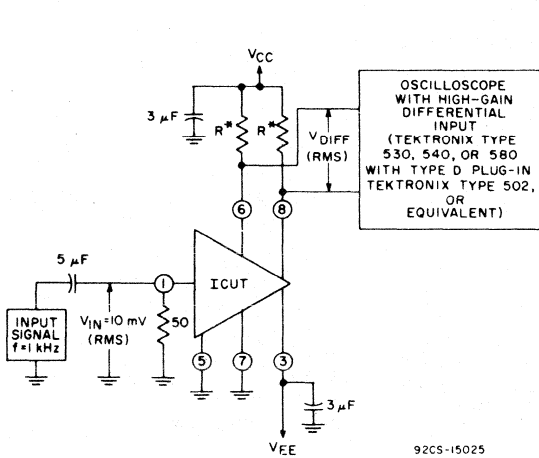 VCC
3 μF
R*
R*
VDIFF
(RMS)
OSCILLOSCOPE
WITH HIGH-GAIN
DIFFERENTIAL
INPUT
(TEKTRONIX TYPE
530, 540, OR 580
WITH TYPE D PLUG-IN
TEKTRONIX TYPE 502,
OR
EQUIVALENT)
6
8
5 μF
1
ICUT
INPUT
SIGNAL
f=1 kHz
VIN=10 mV
(RMS)
50
5
7
3
3 μF
VEE
92CS-15025